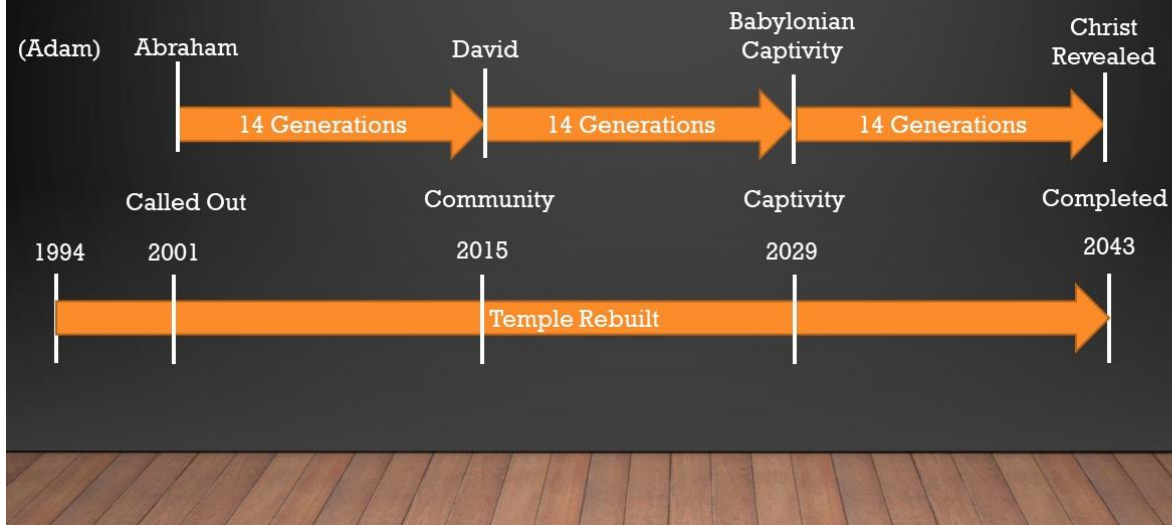 (Adam)
Abraham
David
Babylonian
Captivity
Christ
Revealed
14 Generations
14 Generations
14 Generations
Called Out
Community
Captivity
Completed
1994
2001
2015
2029
2043
Temple Rebuilt